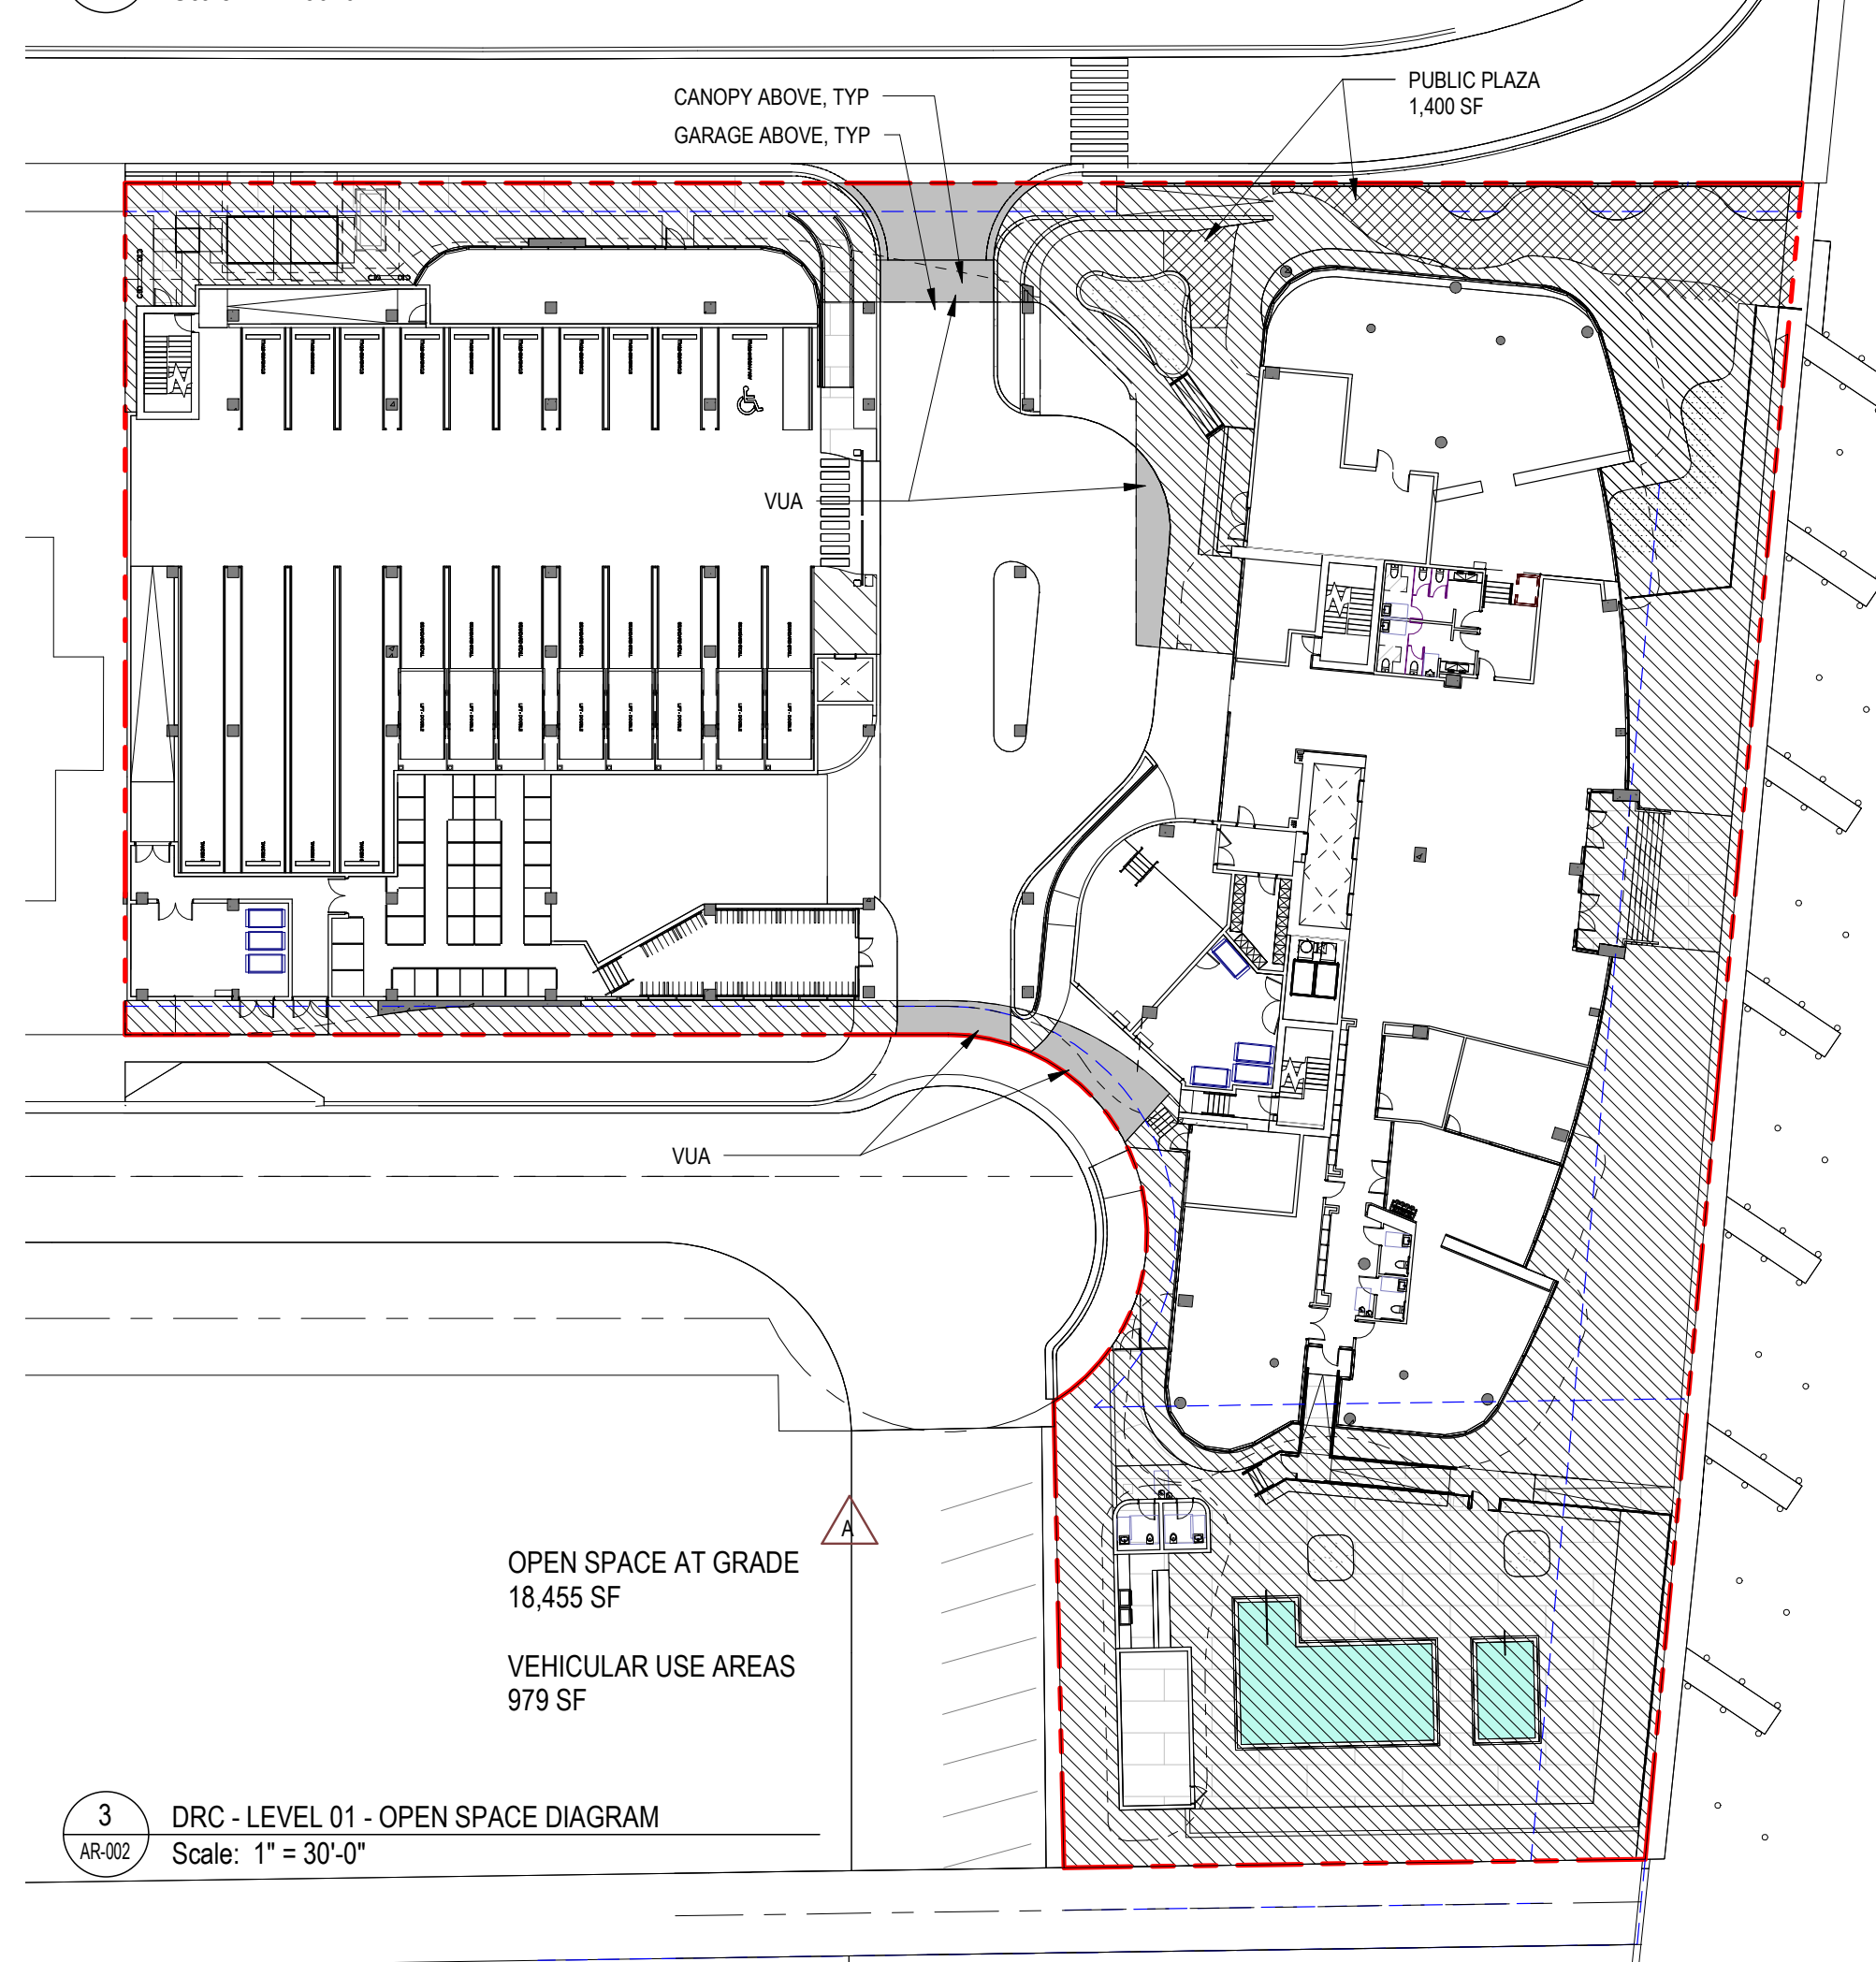 CANOPY ABOVE, TYP
GARAGE ABOVE, TYP
PUBLIC PLAZA
1,400 SF
VUA
VUA
A
OPEN SPACE AT GRADE
18,455 SF
VEHICULAR USE AREAS
979 SF
3
AR-002
DRC - LEVEL 01 - OPEN SPACE DIAGRAM
Scale: 1" = 30'-0"